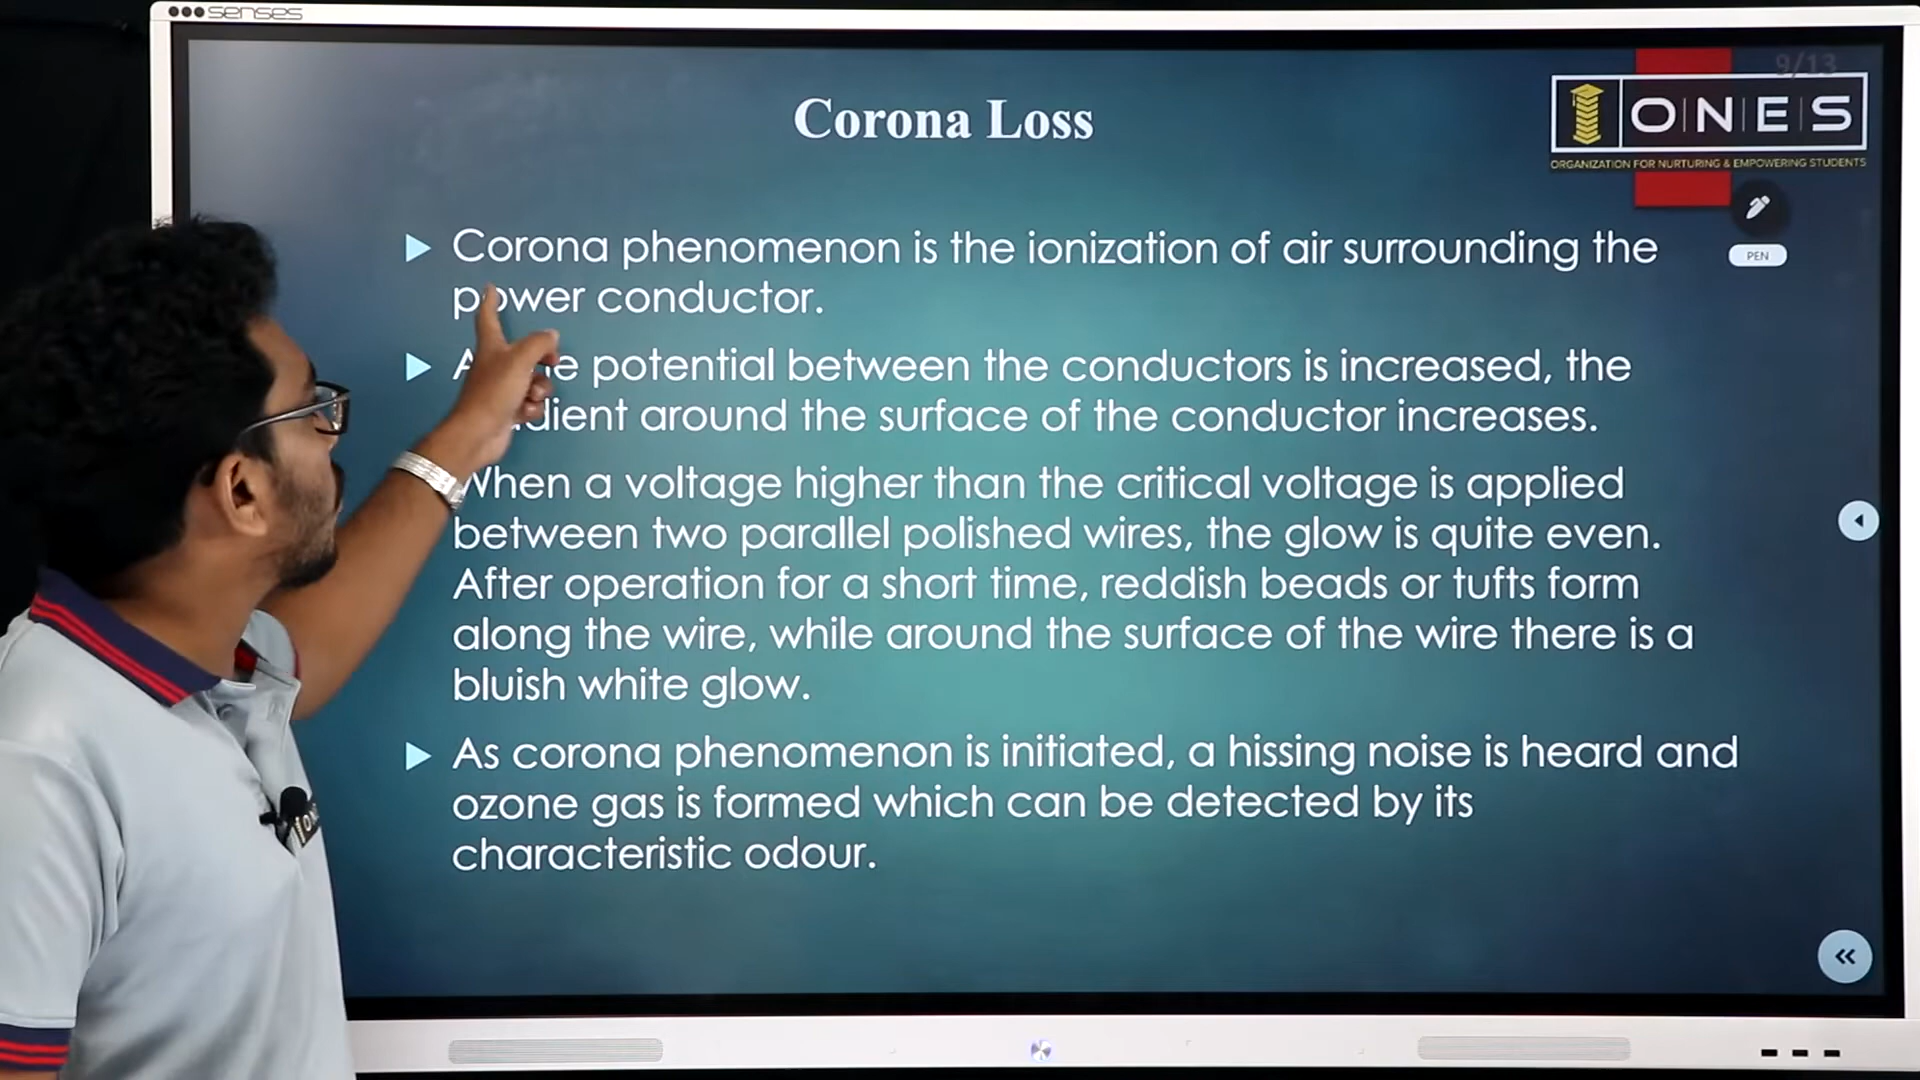 senses
9/13
Corona Loss
ONES
ORGANIZATION FOR NURTURING & EMPOWERING STUDENTS
PEN
Corona phenomenon is the ionization of air surrounding the
power conductor.
potential between the conductors is increased, the
around the surface of the conductor increases.
When a voltage higher than the critical voltage is applied
between two parallel polished wires, the glow is quite even.
After operation for a short time, reddish beads or tufts form
along the wire, while around the surface of the wire there is a
bluish white glow.
As corona phenomenon is initiated, a hissing noise is heard and
ozone gas is formed which can be detected by its
characteristic odour.